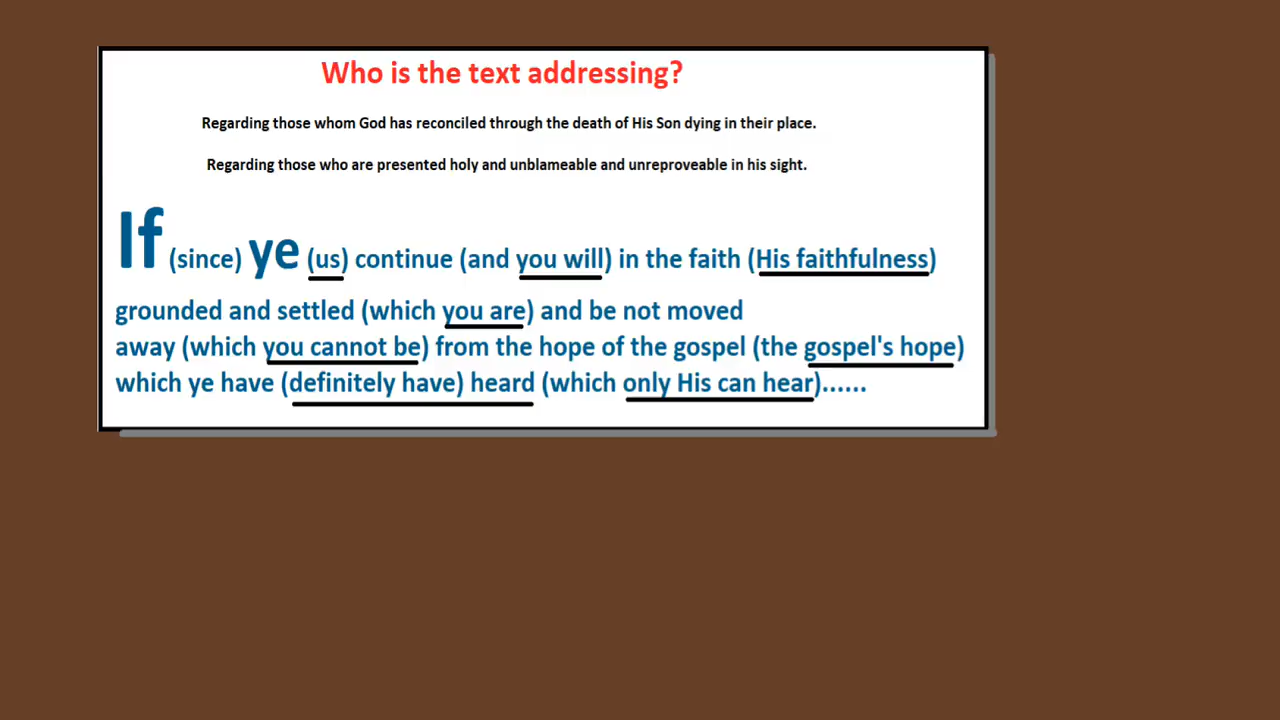 Who is the text addressing?
Regarding those whom God has reconciled through the death of His Son dying in their place.
Regarding those who are presented holy and unblameable and unreproveable in his sight.
If (since) ye (us) continue (and you will) in the faith (His faithfulness)
grounded and settled (which you are) and be not moved
away (which you cannot be) from the hope of the gospel (the gospel's hope)
which ye have (definitely have) heard (which only His can hear)......